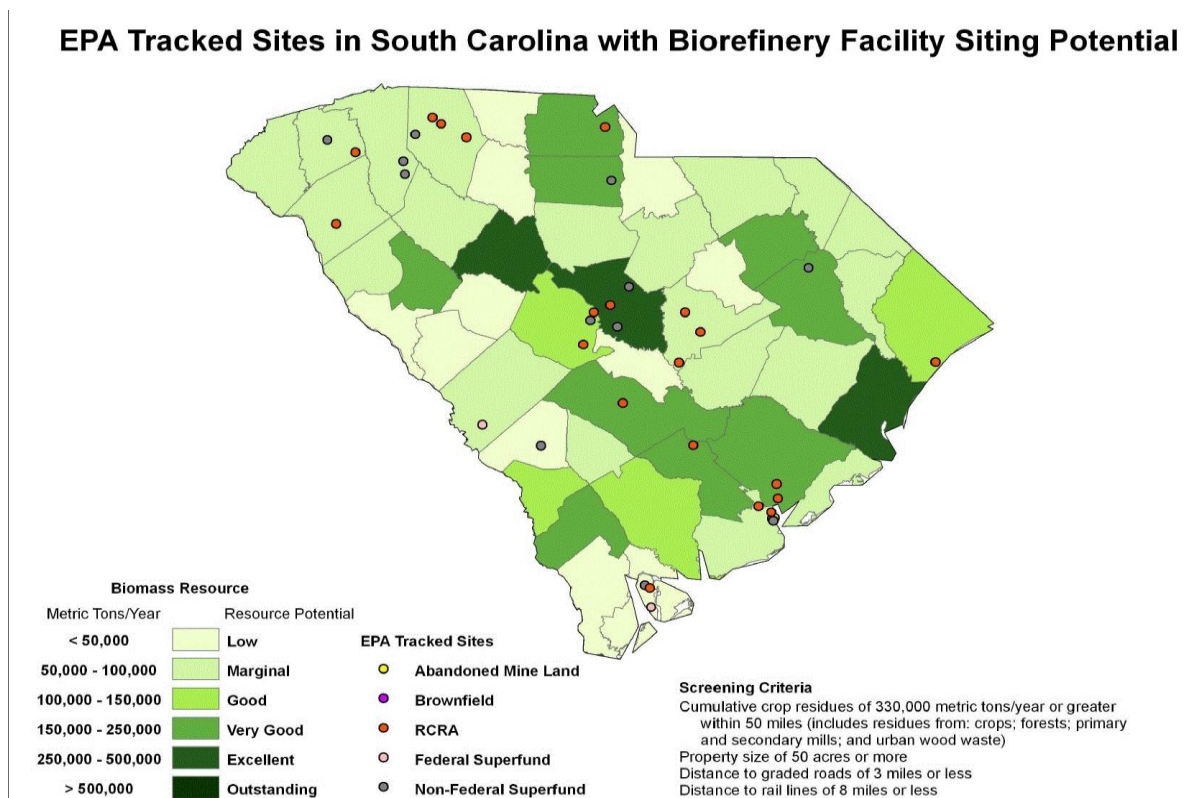 EPA Tracked Sites in South Carolina with Biorefinery Facility Siting Potential
Biomass Resource
Metric Tons/Year Resource Potential
< 50,000 Low
50,000 - 100,000 Marginal
100,000 - 150,000 Good
150,000 - 250,000 Very Good
250,000 - 500,000 Excellent
> 500,000 Outstanding
EPA Tracked Sites
Abandoned Mine Land
Brownfield
RCRA
Federal Superfund
Non-Federal Superfund
Screening Criteria
Cumulative crop residues of 330,000 metric tons/year or greater
within 50 miles (includes residues from: crops; forests; primary
and secondary mills; and urban wood waste)
Property size of 50 acres or more
Distance to graded roads of 3 miles or less
Distance to rail lines of 8 miles or less